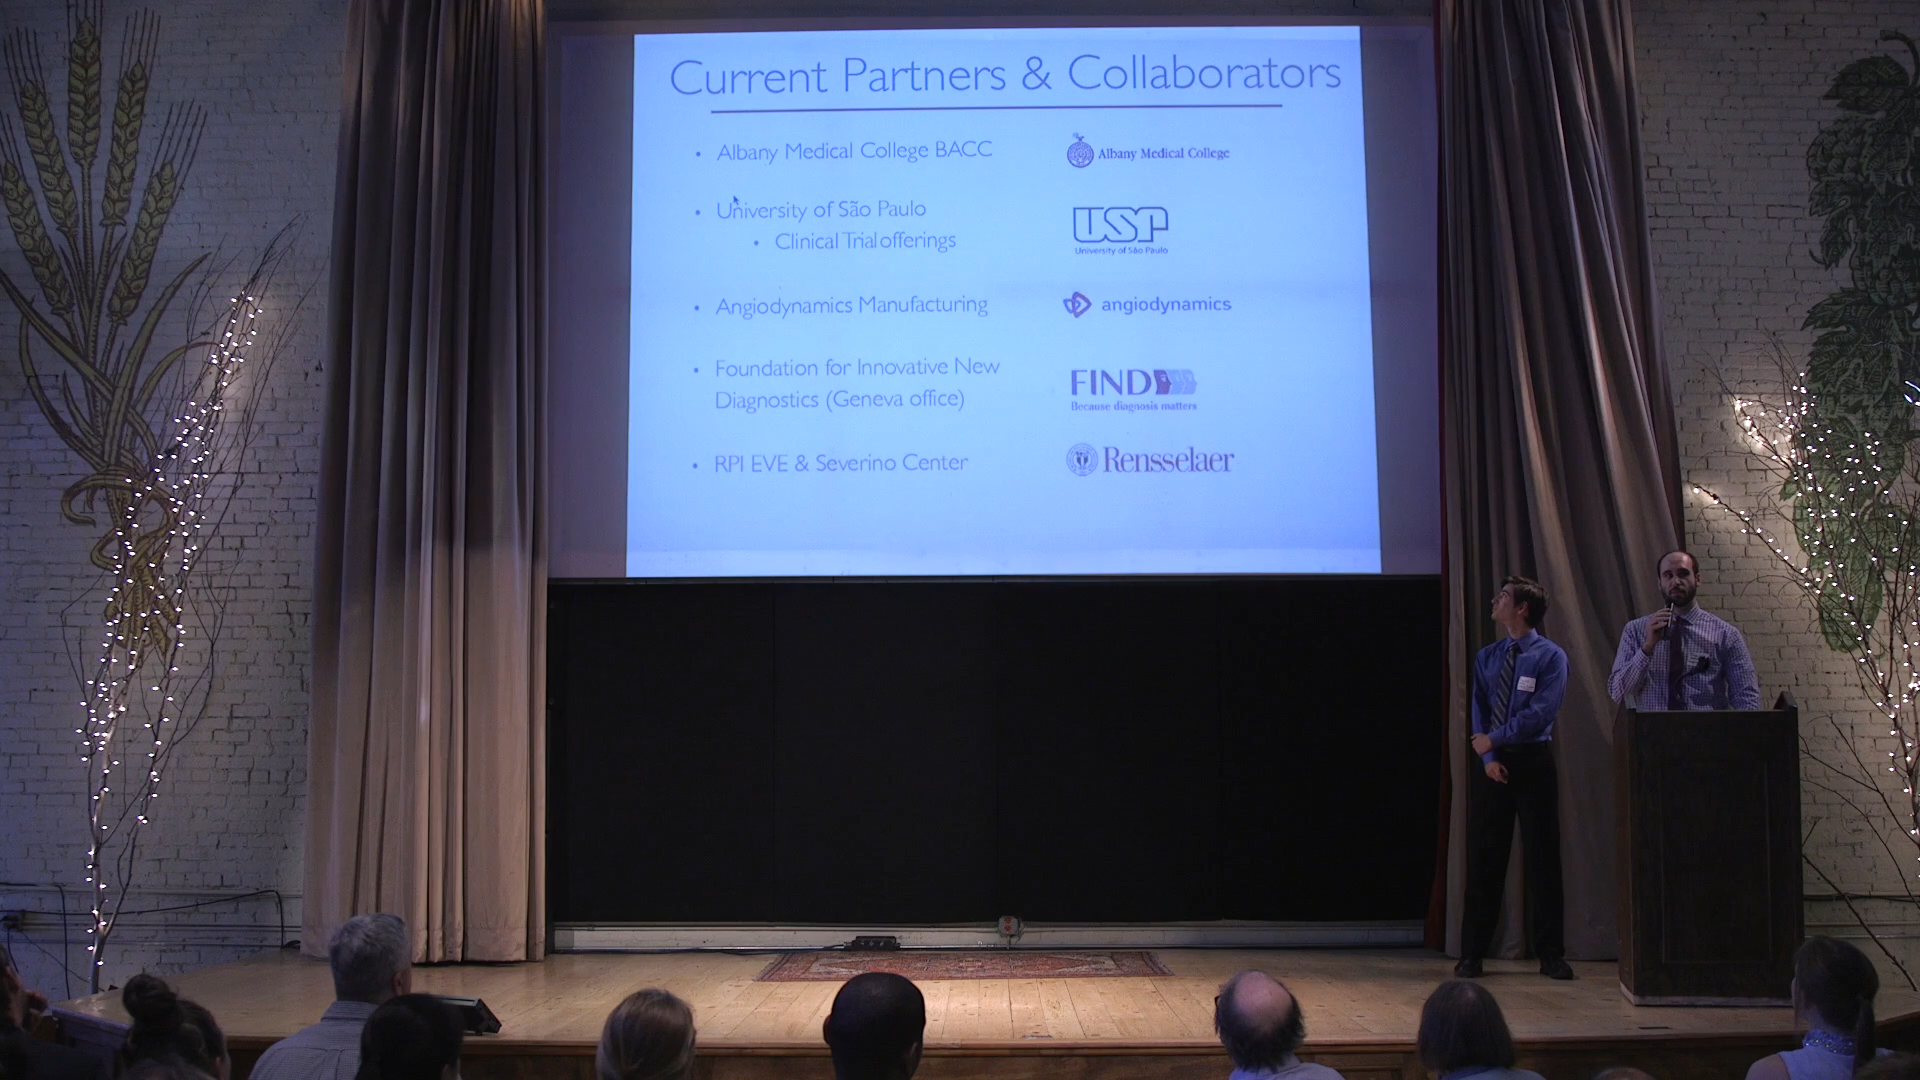 Current Partners & Collaborators
• Albany Medical College BACC
Albany Medical College
• University of São Paulo
• Clinical Trial offerings
USP
University of São Paulo
• Angiodynamics Manufacturing
angiodynamics
• Foundation for Innovative New
Diagnostics (Geneva office)
FIND
Because diagnosis matters
• RPI EVE & Severino Center
Rensselaer